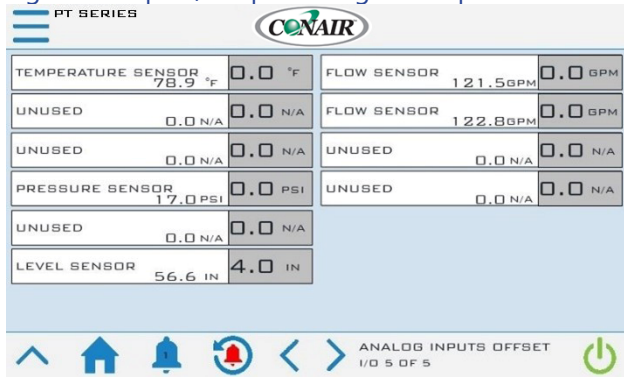 PT SERIES
CONAIR
TEMPERATURE SENSOR 78.9 °F 0.0 °F
FLOW SENSOR 121.5GPM 0.0 GPM
UNUSED 0.0 N/A 0.0 N/A
FLOW SENSOR 122.8GPM 0.0 GPM
UNUSED 0.0 N/A 0.0 N/A
UNUSED 0.0 N/A 0.0 N/A
PRESSURE SENSOR 17.0 PSI 0.0 PSI
UNUSED 0.0 N/A 0.0 N/A
UNUSED 0.0 N/A 0.0 N/A
LEVEL SENSOR 56.6 IN 4.0 IN
1
ANALOG INPUTS OFFSET
I/O 5 OF 5